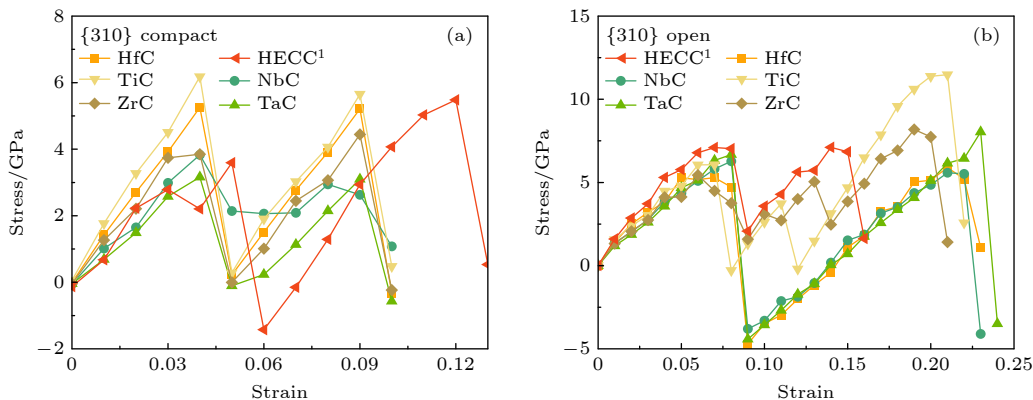 {310} compact
(a)
HfC
TiC
ZrC
HECC¹
NbC
TaC
8
6
4
2
0
−2
0
0.03
0.06
0.09
0.12
Stress/GPa
Strain
{310} open
(b)
HECC¹
NbC
TaC
HfC
TiC
ZrC
15
10
5
0
−5
0
0.05
0.10
0.15
0.20
0.25
Stress/GPa
Strain